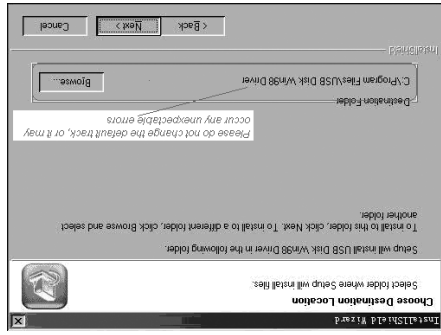 InstallShield Wizard
Choose Destination Location
Select folder where Setup will install files.
Setup will install USB Disk Win98 Driver in the following folder.
To install to this folder, click Next. To install to a different folder, click Browse and select
another folder.
Please do not change the default track, or it may
occur any unexpectable errors
Destination Folder
C:\Program Files\USB Disk Win98 Driver
Browse...
InstallShield
< Back
Next >
Cancel